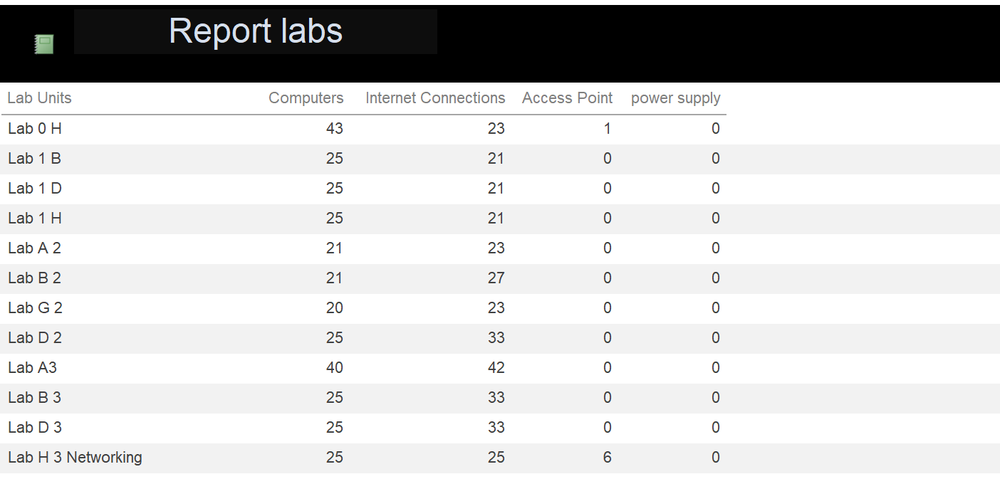 Report labs
Lab Units Computers Internet Connections Access Point power supply
Lab 0 H 43 23 1 0
Lab 1 B 25 21 0 0
Lab 1 D 25 21 0 0
Lab 1 H 25 21 0 0
Lab A 2 21 23 0 0
Lab B 2 21 27 0 0
Lab G 2 20 23 0 0
Lab D 2 25 33 0 0
Lab A3 40 42 0 0
Lab B 3 25 33 0 0
Lab D 3 25 33 0 0
Lab H 3 Networking 25 25 6 0